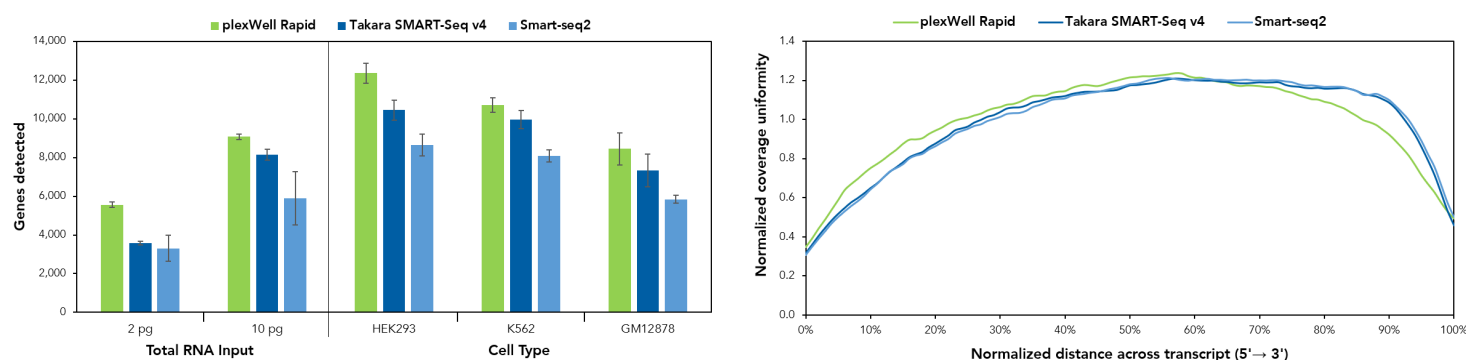 plexWell Rapid Takara SMART-Seq v4 Smart-seq2
14,000
12,000
10,000
8,000
6,000
4,000
2,000
0
Genes detected
2 pg 10 pg HEK293 K562 GM12878
Total RNA Input Cell Type
plexWell Rapid Takara SMART-Seq v4 Smart-seq2
1.4
1.2
1.0
0.8
0.6
0.4
0.2
0.0
Normalized coverage uniformity
0% 10% 20% 30% 40% 50% 60% 70% 80% 90% 100%
Normalized distance across transcript (5'→ 3')